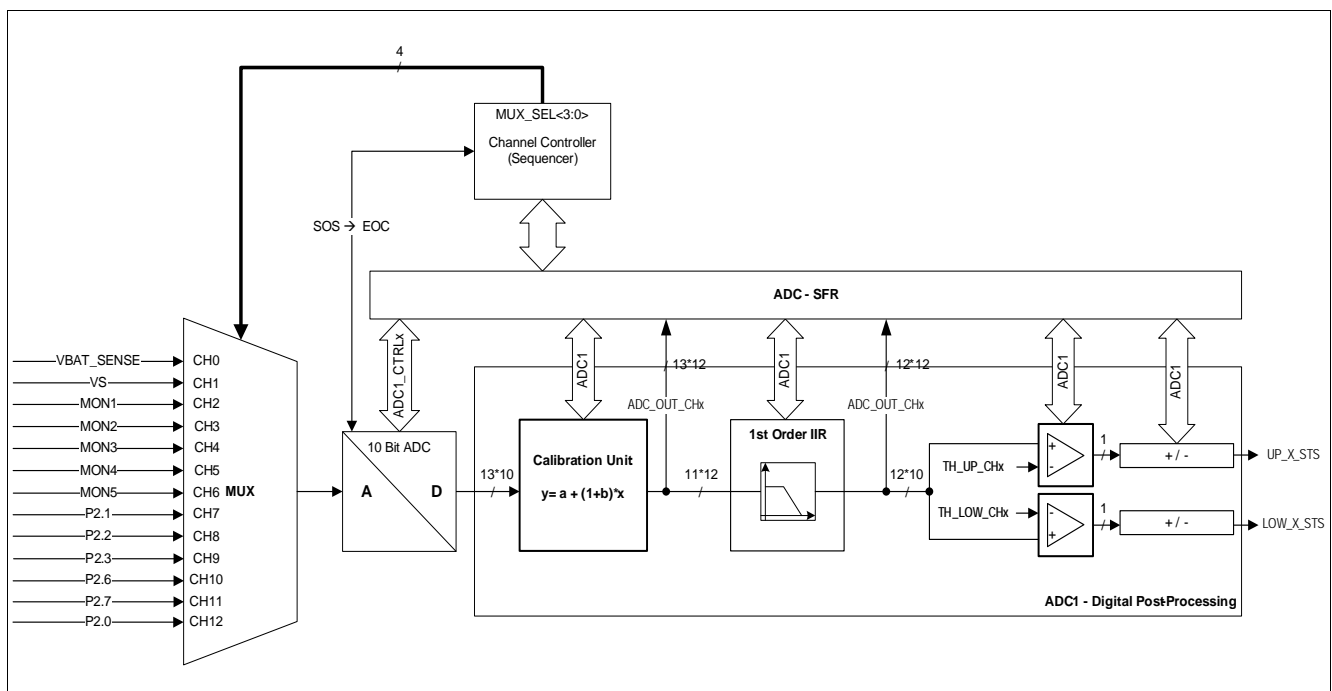 4
MUX_SEL<3:0>
Channel Controller
(Sequencer)
SOS → EOC
ADC - SFR
ADC1_CTRLx
ADC1
13*12
ADC1
12*12
ADC1
ADC1
VBAT_SENSE
CH0
VS
CH1
MON1
CH2
MON2
CH3
MON3
CH4
MON4
CH5
MON5
CH6
MUX
P2.1
CH7
P2.2
CH8
P2.3
CH9
P2.6
CH10
P2.7
CH11
P2.0
CH12
10 Bit ADC
A
D
13*10
Calibration Unit
y= a + (1+b)*x
ADC_OUT_CHx
11*12
1st Order IIR
ADC_OUT_CHx
12*10
TH_UP_CHx
+
-
1
+ / -
UP_X_STS
TH_LOW_CHx
-
+
1
+ / -
LOW_X_STS
ADC1 - Digital Post-Processing